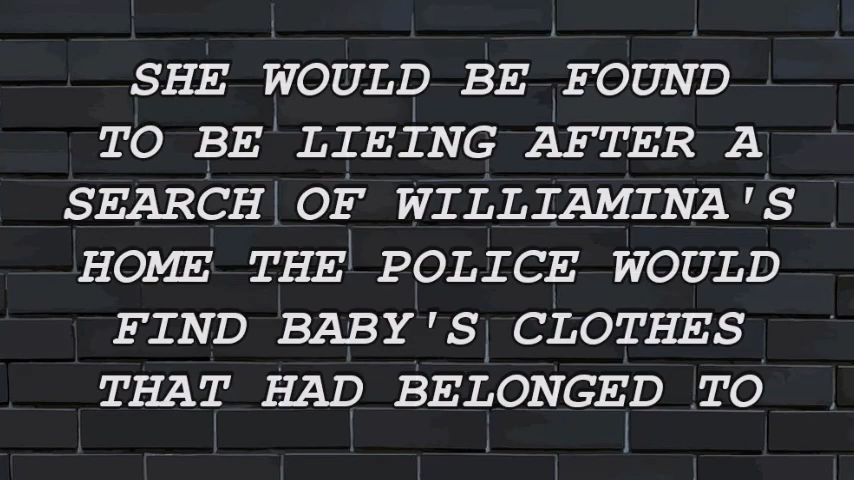 SHE WOULD BE FOUND
TO BE LIEING AFTER A
SEARCH OF WILLIAMINA'S
HOME THE POLICE WOULD
FIND BABY'S CLOTHES
THAT HAD BELONGED TO